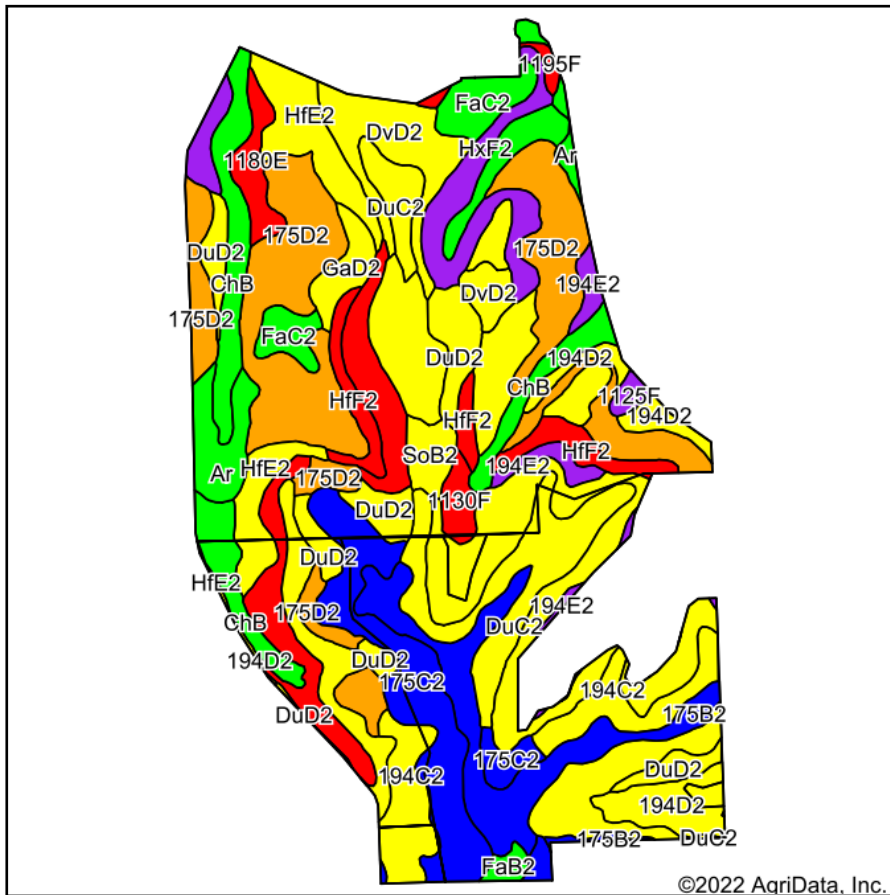 1195F
FaC2
HfE2
DvD2
HxF2
1180E
Ar
DuC2
175D2
175D2
DuD2
GaD2
ChB
194E2
DvD2
175D2
FaC2
DuD2
194D2
ChB
1125F
HfF2
194D2
HfF2
SoB2
HfF2
Ar
HfE2
175D2
194E2
1130F
DuD2
DuD2
HfE2
175D2
194E2
ChB
DuC2
194D2
DuD2
175C2
194C2
DuD2
175B2
175C2
DuD2
194C2
194D2
175B2
DuC2
FaB2
©2022 AgriData, Inc.